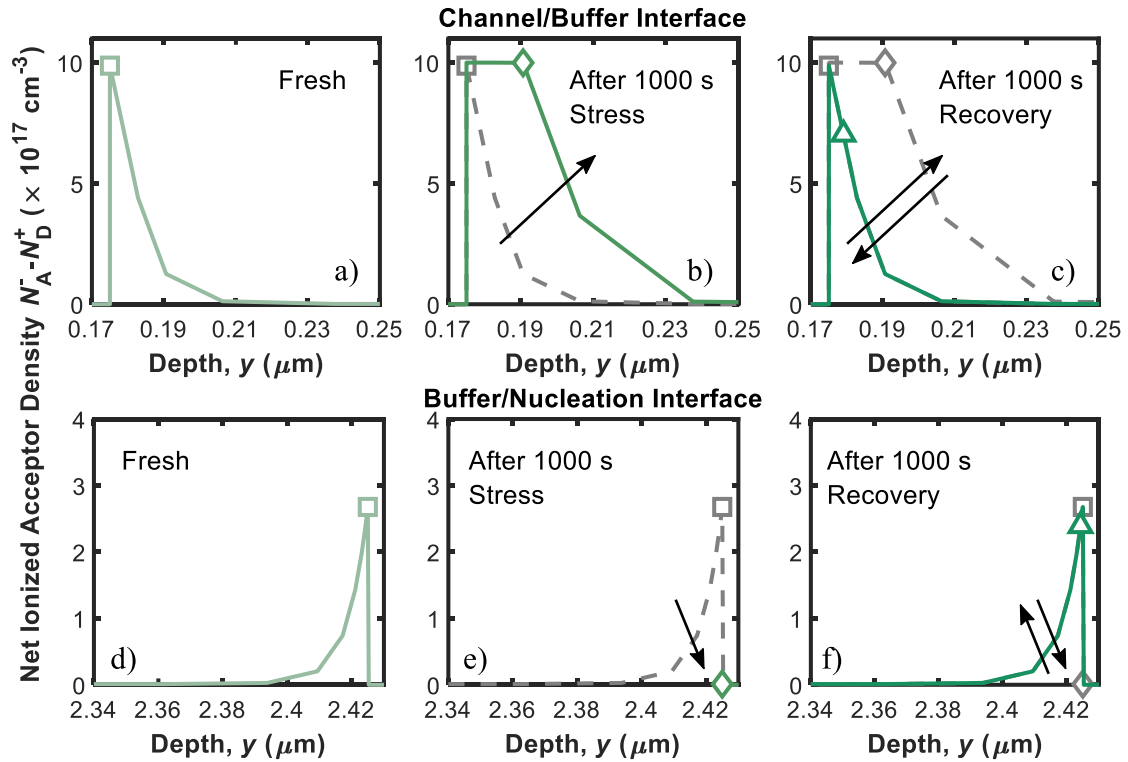 Channel/Buffer Interface
Net Ionized Acceptor Density N_A^- - N_D^+ (× 10^17 cm^-3)
10
5
0
Fresh
a)
0.17 0.19 0.21 0.23 0.25
Depth, y (μm)
10
5
0
After 1000 s
Stress
b)
0.17 0.19 0.21 0.23 0.25
Depth, y (μm)
10
5
0
After 1000 s
Recovery
c)
0.17 0.19 0.21 0.23 0.25
Depth, y (μm)
Buffer/Nucleation Interface
4
3
2
1
0
Fresh
d)
2.34 2.36 2.38 2.4 2.42
Depth, y (μm)
4
3
2
1
0
After 1000 s
Stress
e)
2.34 2.36 2.38 2.4 2.42
Depth, y (μm)
4
3
2
1
0
After 1000 s
Recovery
f)
2.34 2.36 2.38 2.4 2.42
Depth, y (μm)